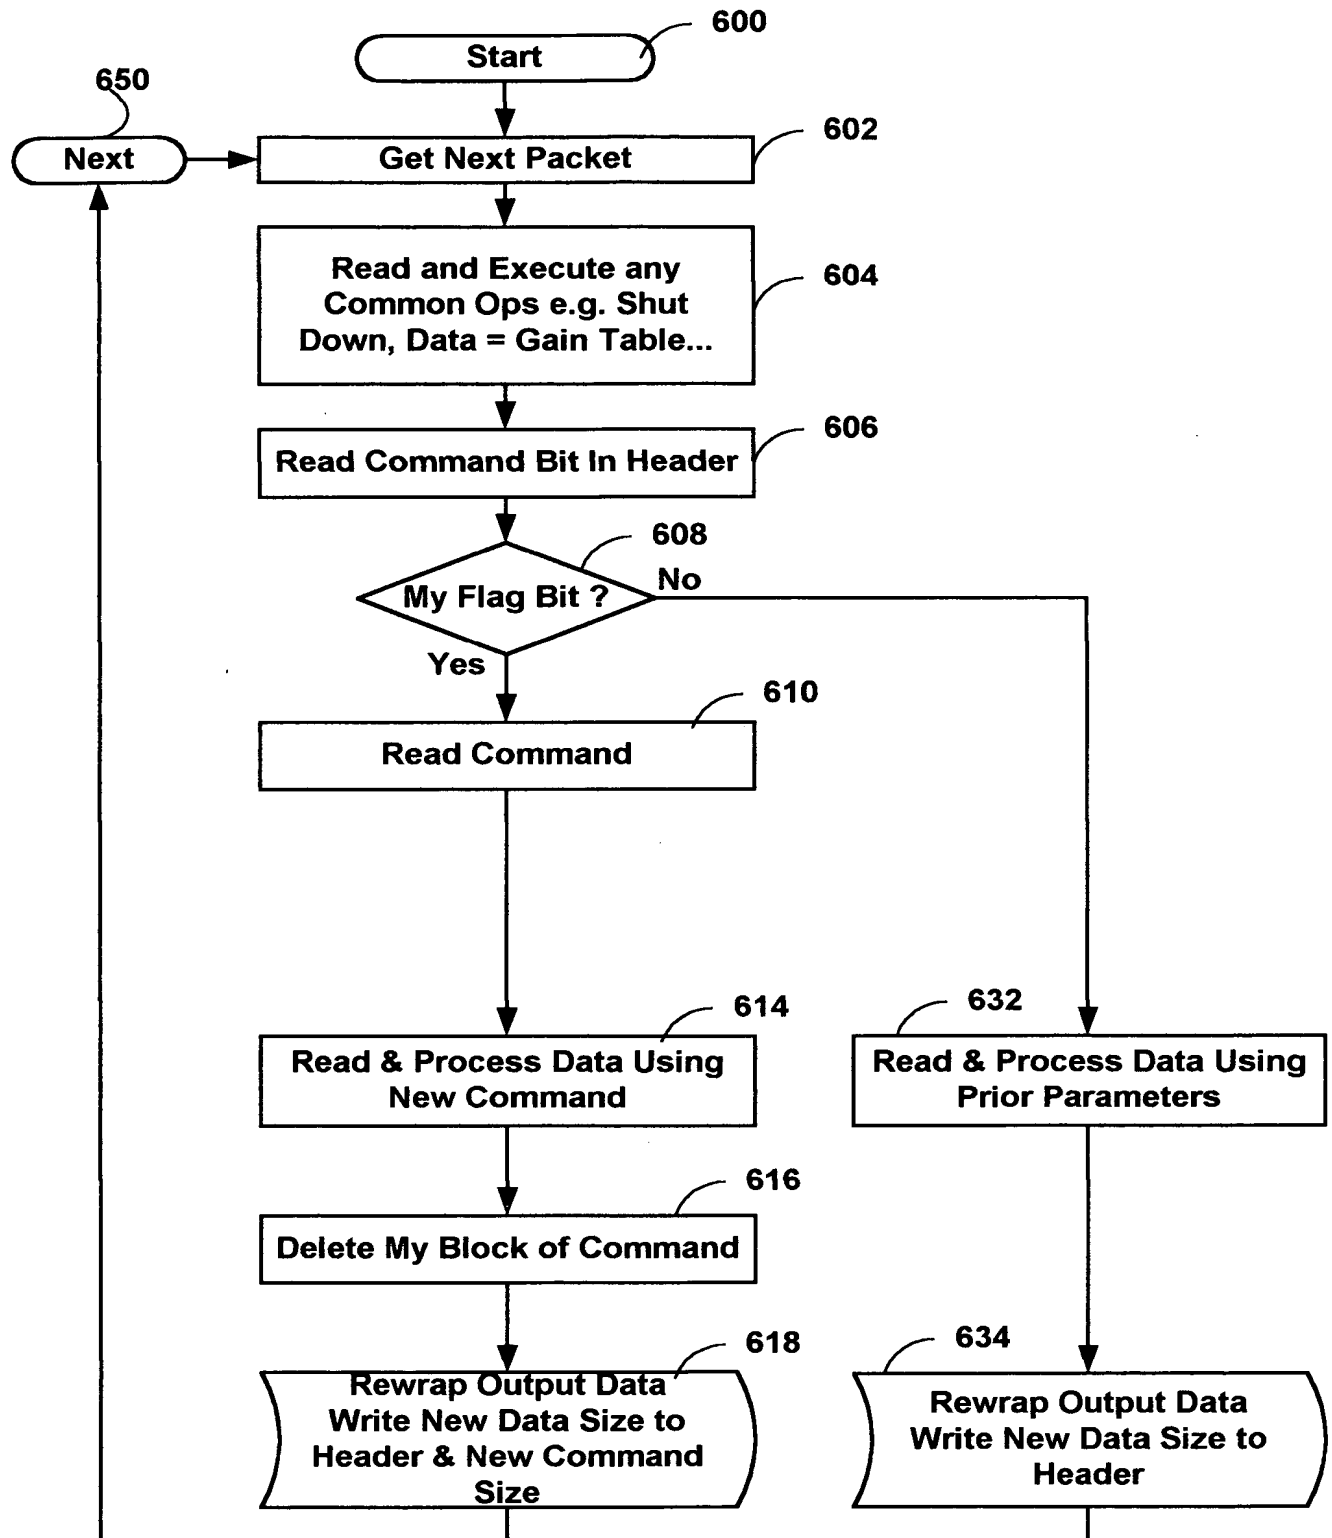 600
Start
650
Next
602
Get Next Packet
604
Read and Execute any
Common Ops e.g. Shut
Down, Data = Gain Table...
606
Read Command Bit In Header
608
My Flag Bit ?
No
Yes
610
Read Command
614
Read & Process Data Using
New Command
632
Read & Process Data Using
Prior Parameters
616
Delete My Block of Command
618
Rewrap Output Data
Write New Data Size to
Header & New Command
Size
634
Rewrap Output Data
Write New Data Size to
Header